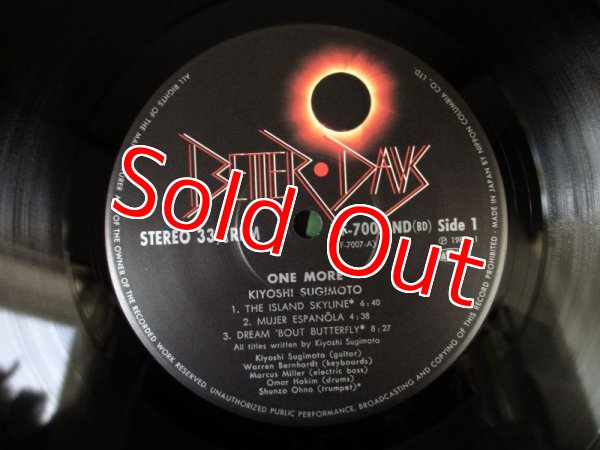 BETTER DAYS
Sold Out
STEREO 33
RPM
ND(BD) Side 1
ONE MORE
KIYOSHI SUGIMOTO
1. THE ISLAND SKYLINE* 6:40
2. MUJER ESPANÕLA 4:38
3. DREAM 'BOUT BUTTERFLY* 8:27
All titles written by Kiyoshi Sugimoto
Kiyoshi Sugimoto (guitar)
Warren Bernhardt (keyboards)
Marcus Miller (electric bass)
Omar Hakim (drums)
Shunzo Ohno (trumpet)*
ALL RIGHTS OF THE
OF THE OWNER OF THE RECORDED WORK RESERVED. UNAUTHORIZED PUBLIC PERFORMANCE, BROADCASTING AND COPYING OF THIS RECORD PROHIBITED · MADE IN JAPAN BY NIPPON COLUMBIA CO., LTD.